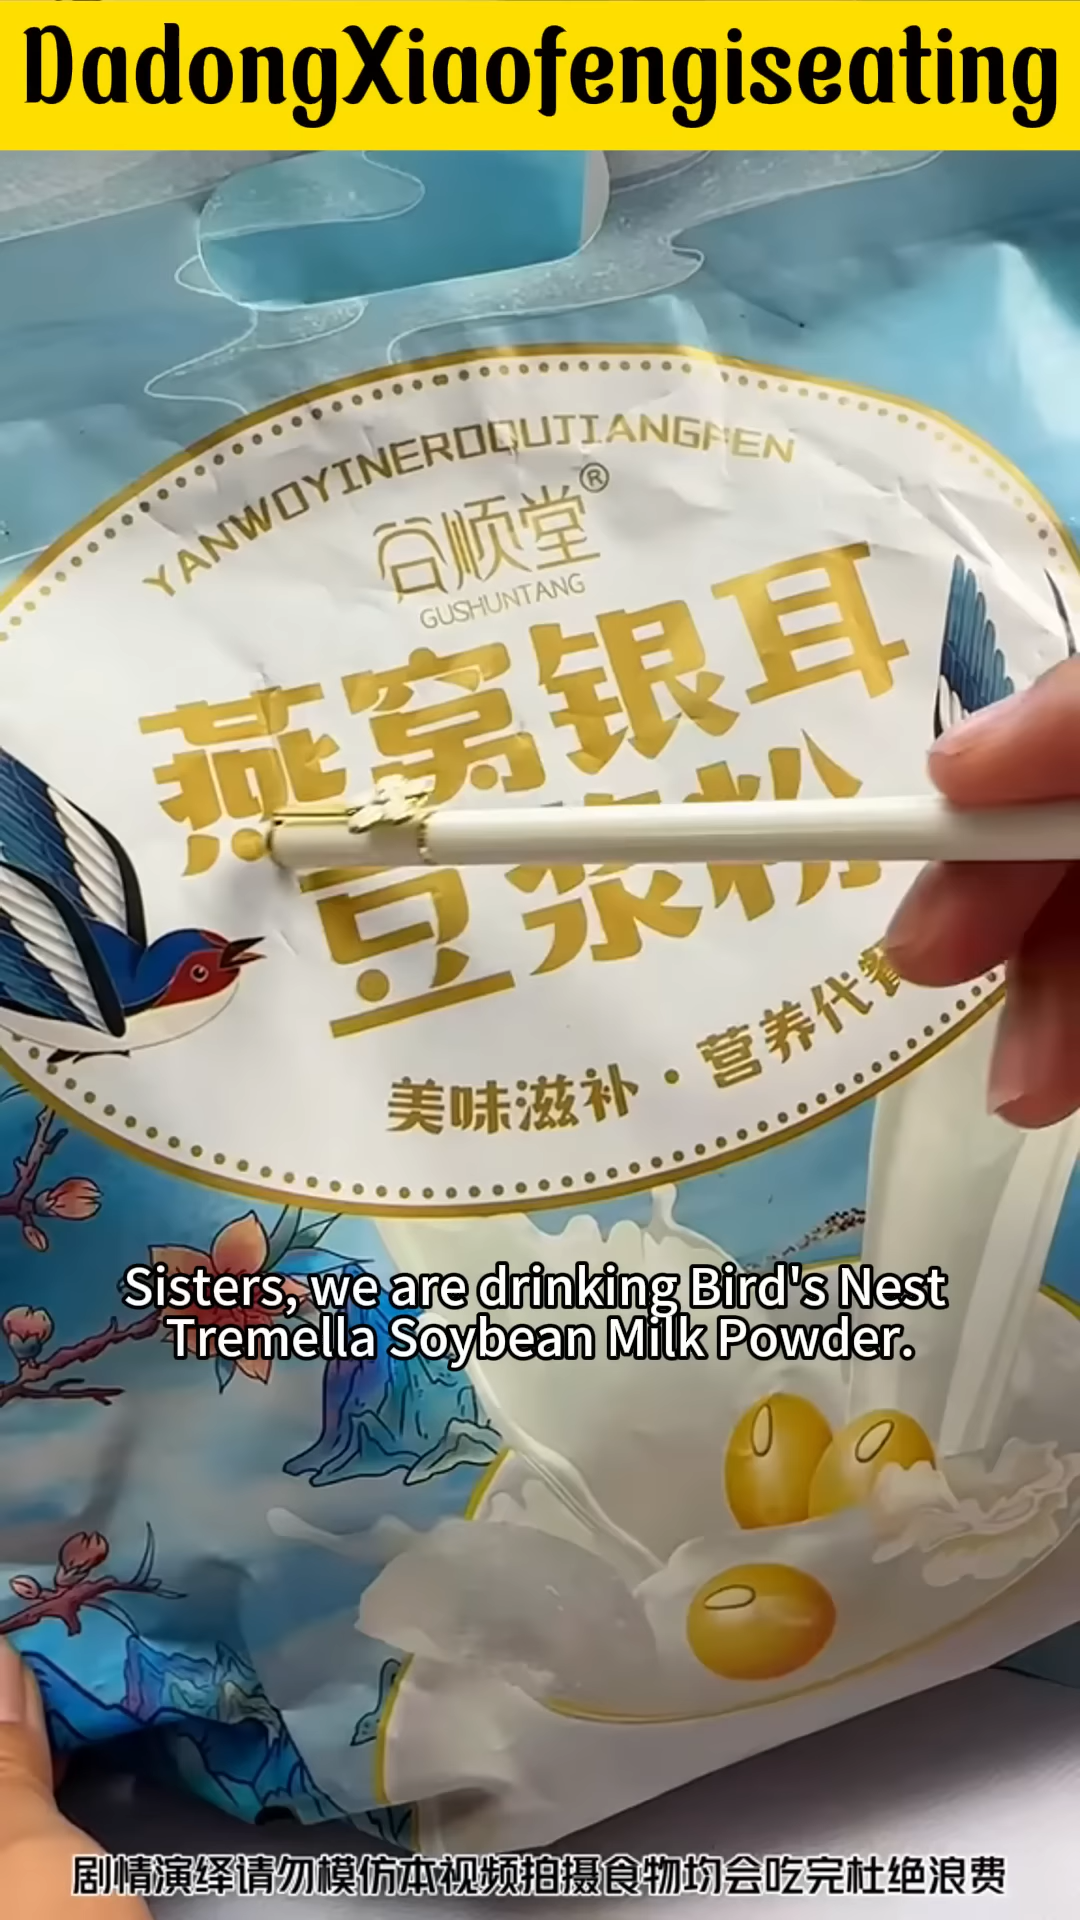 DadongXiaofengiseating
YANWOYINERDOUJIANGFEN
谷顺堂®
GUSHUNTANG
燕窝银耳
豆浆粉
美味滋补·营养代餐
Sisters, we are drinking Bird's Nest
Tremella Soybean Milk Powder.
剧情演绎请勿模仿本视频拍摄食物均会吃完杜绝浪费